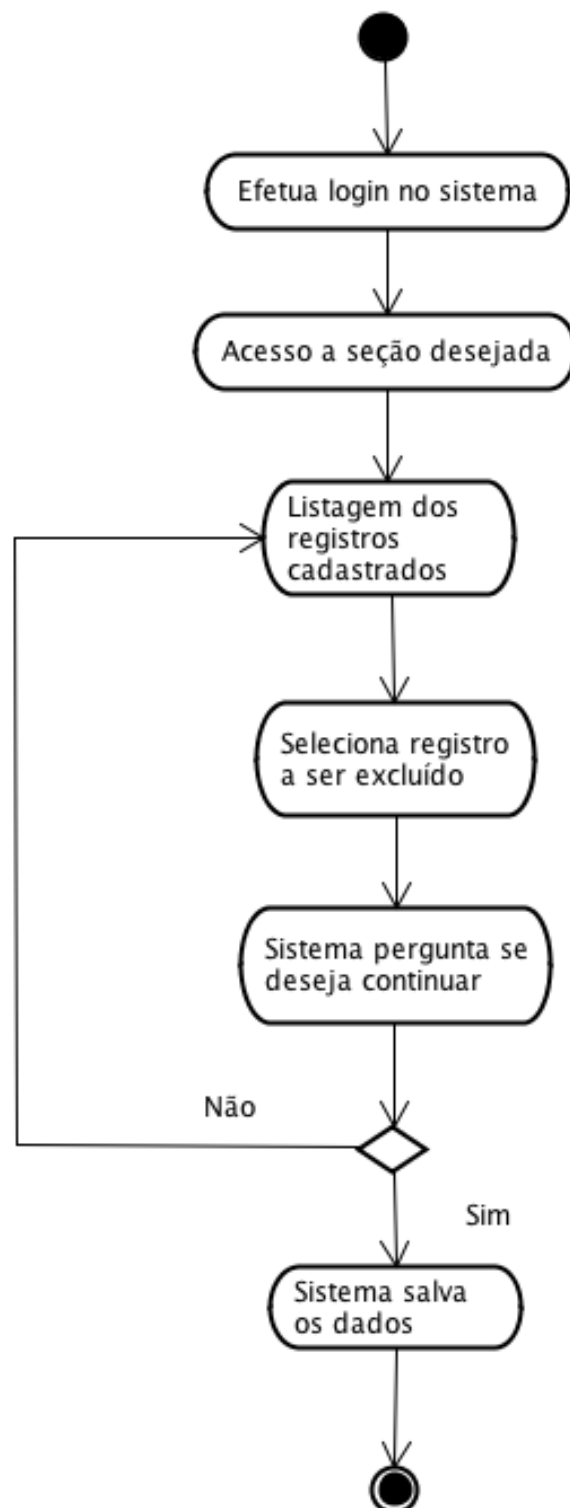 Efetua login no sistema
Acesso a seção desejada
Listagem dos
registros
cadastrados
Seleciona registro
a ser excluído
Sistema pergunta se
deseja continuar
Não
Sim
Sistema salva
os dados